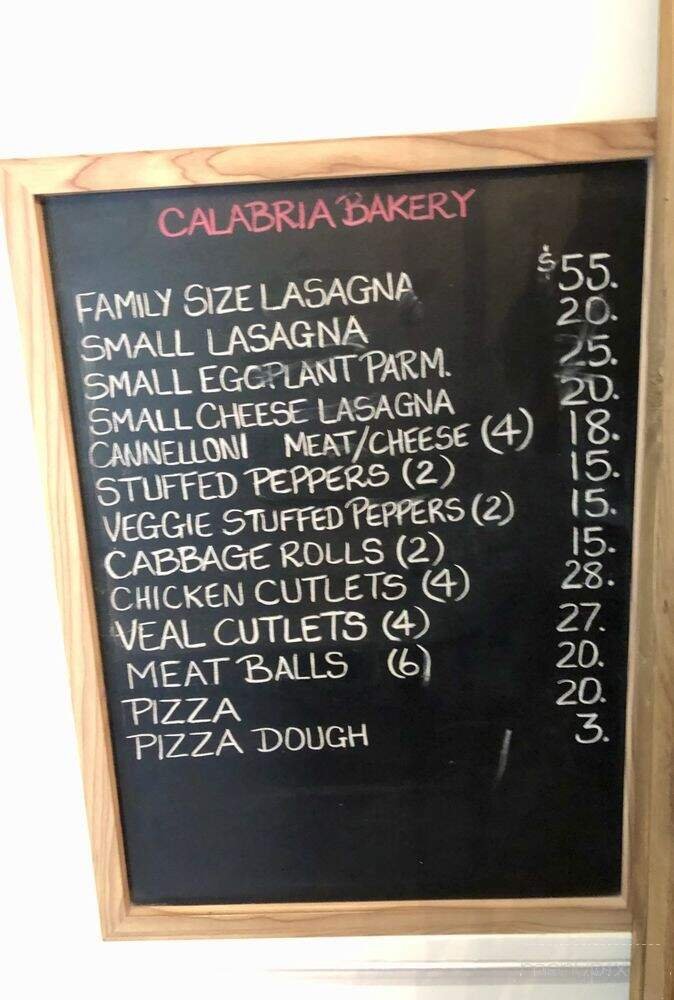 CALABRIA BAKERY
FAMILY SIZE LASAGNA $55.
SMALL LASAGNA 20.
SMALL EGGPLANT PARM. 25.
SMALL CHEESE LASAGNA 20.
CANNELLONI MEAT/CHEESE (4) 18.
STUFFED PEPPERS (2) 15.
VEGGIE STUFFED PEPPERS (2) 15.
CABBAGE ROLLS (2) 15.
CHICKEN CUTLETS (4) 28.
VEAL CUTLETS (4) 27.
MEAT BALLS (6) 20.
PIZZA 20.
PIZZA DOUGH 3.